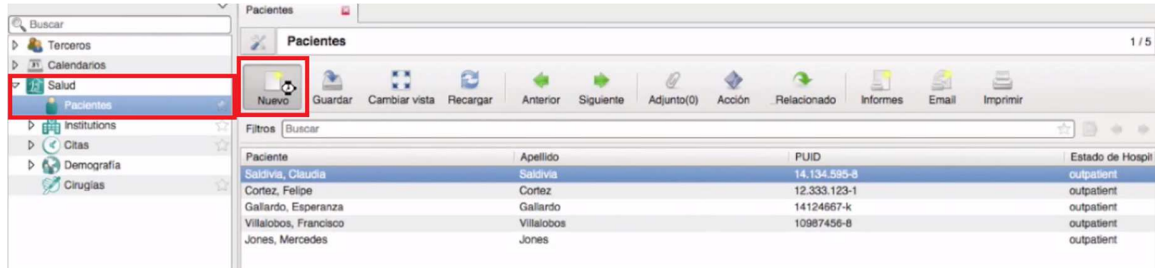 Pacientes
Buscar
Terceros
Calendarios
Salud
Pacientes
Institutions
Citas
Demografía
Cirugías
Pacientes
1 / 5
Nuevo Guardar Cambiar vista Recargar Anterior Siguiente Adjunto(0) Acción Relacionado Informes Email Imprimir
Filtros Buscar
Paciente Apellido PUID Estado de Hospit
Saldivia, Claudia Saldivia 14.134.595-8 outpatient
Cortez, Felipe Cortez 12.333.123-1 outpatient
Gallardo, Esperanza Gallardo 14124667-k outpatient
Villalobos, Francisco Villalobos 10987456-8 outpatient
Jones, Mercedes Jones outpatient